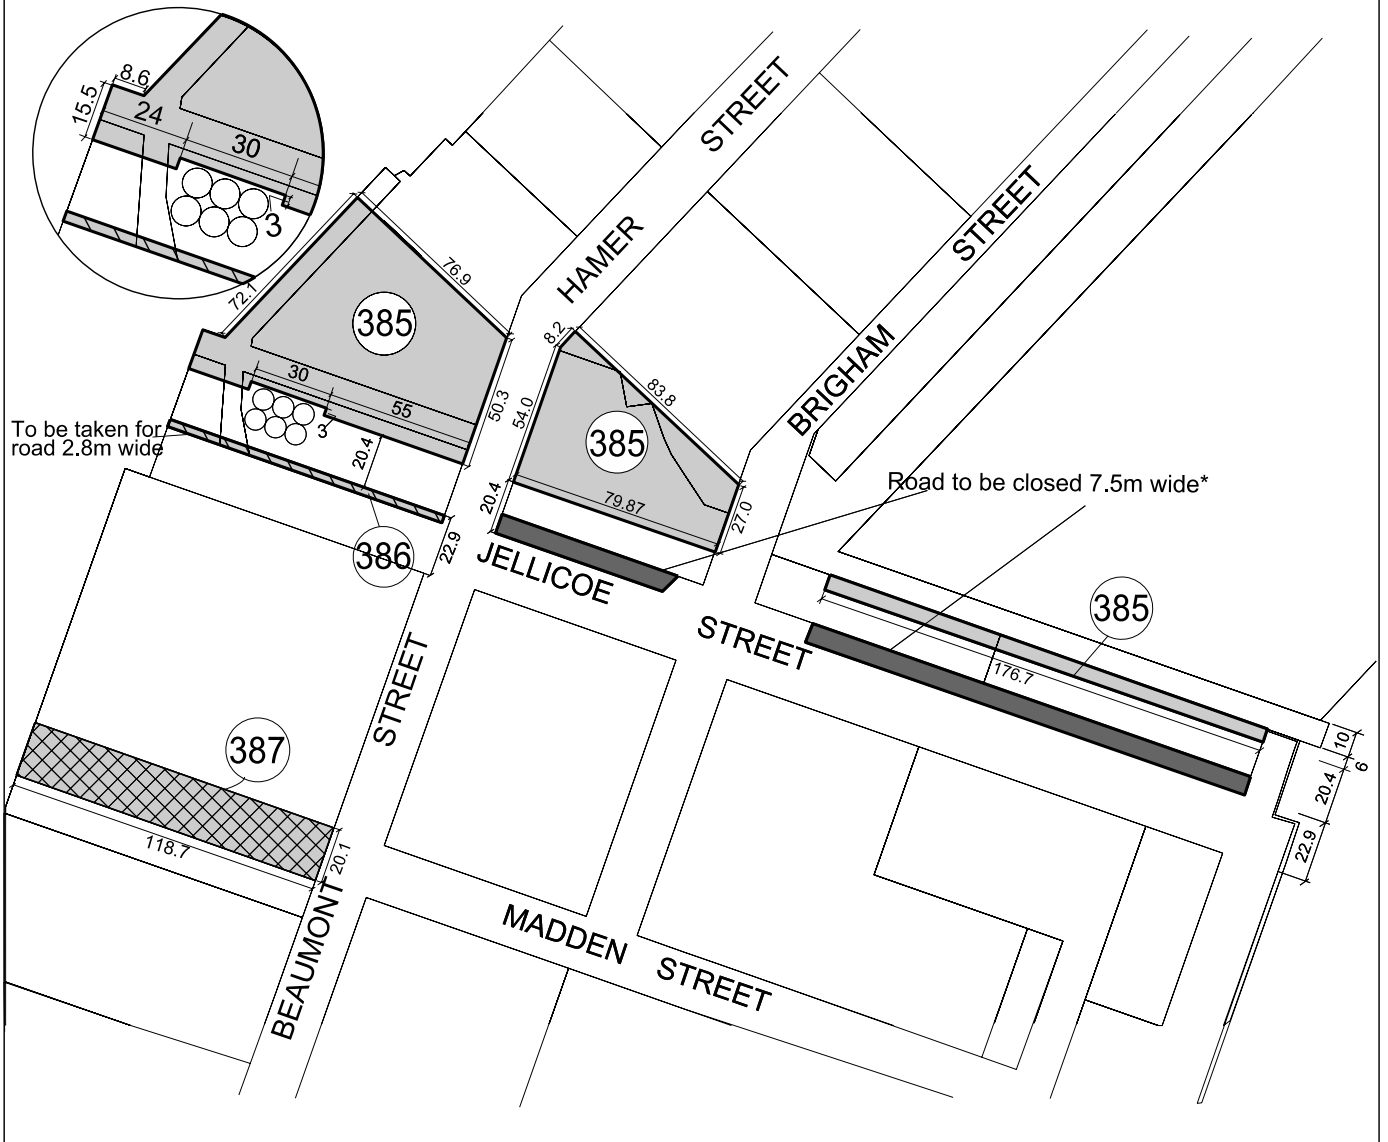 8.6
15.5
24
30
3
STREET
HAMER
STREET
BRIGHAM
72.1
76.9
385
30
55
3
20.4
50.3
8.2
54.0
83.8
385
79.87
20.4
27.0
To be taken for
road 2.8m wide
Road to be closed 7.5m wide*
386
22.9
JELLICOE
STREET
385
176.7
10
6
20.4
22.9
STREET
387
118.7
20.1
BEAUMONT
MADDEN
STREET